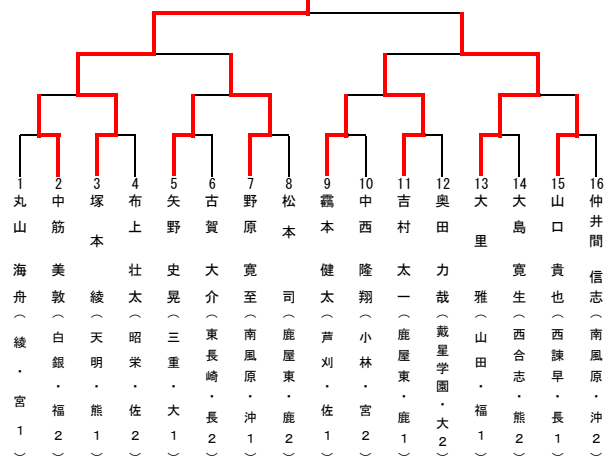 1 丸山 海舟（綾・宮1）
2 中筋 美敦（白銀・福2）
3 塚本 綾（天明・熊1）
4 布上 壮太（昭栄・佐2）
5 矢野 史晃（三重・大1）
6 古賀 大介（東長崎・長2）
7 野原 寛至（南風原・沖1）
8 松本 司（鹿屋東・鹿2）
9 靍本 健太（芦刈・佐1）
10 中西 隆翔（小林・宮2）
11 吉村 太一（鹿屋東・鹿1）
12 奥田 力哉（戴星学園・大2）
13 大里 雅（山田・福1）
14 大島 寛生（西合志・熊2）
15 山口 貴也（西諫早・長1）
16 仲井間 信志（南風原・沖2）